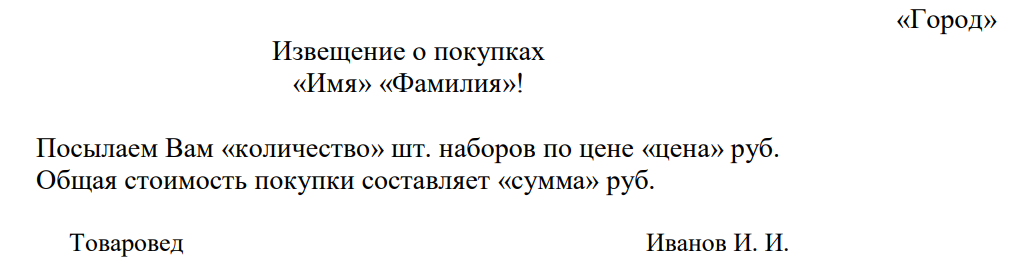 «Город»
Извещение о покупках
«Имя» «Фамилия»!
Посылаем Вам «количество» шт. наборов по цене «цена» руб.
Общая стоимость покупки составляет «сумма» руб.
Товаровед Иванов И. И.